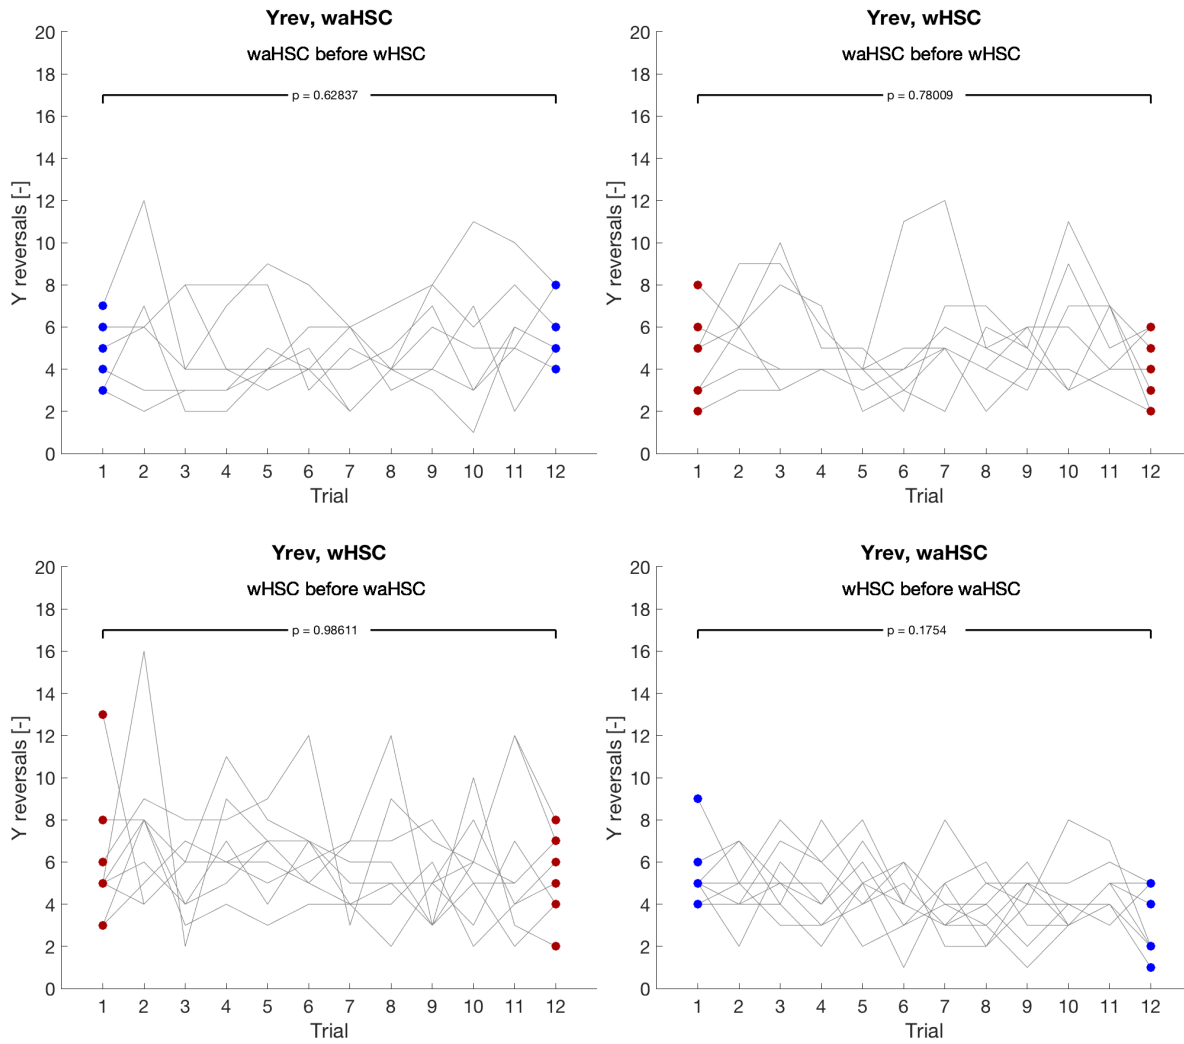 Yrev, waHSC
waHSC before wHSC
p = 0.62837
Y reversals [-]
20
18
16
14
12
10
8
6
4
2
0
1 2 3 4 5 6 7 8 9 10 11 12
Trial
Yrev, wHSC
waHSC before wHSC
p = 0.78009
Y reversals [-]
20
18
16
14
12
10
8
6
4
2
0
1 2 3 4 5 6 7 8 9 10 11 12
Trial
Yrev, wHSC
wHSC before waHSC
p = 0.98611
Y reversals [-]
20
18
16
14
12
10
8
6
4
2
0
1 2 3 4 5 6 7 8 9 10 11 12
Trial
Yrev, waHSC
wHSC before waHSC
p = 0.1754
Y reversals [-]
20
18
16
14
12
10
8
6
4
2
0
1 2 3 4 5 6 7 8 9 10 11 12
Trial